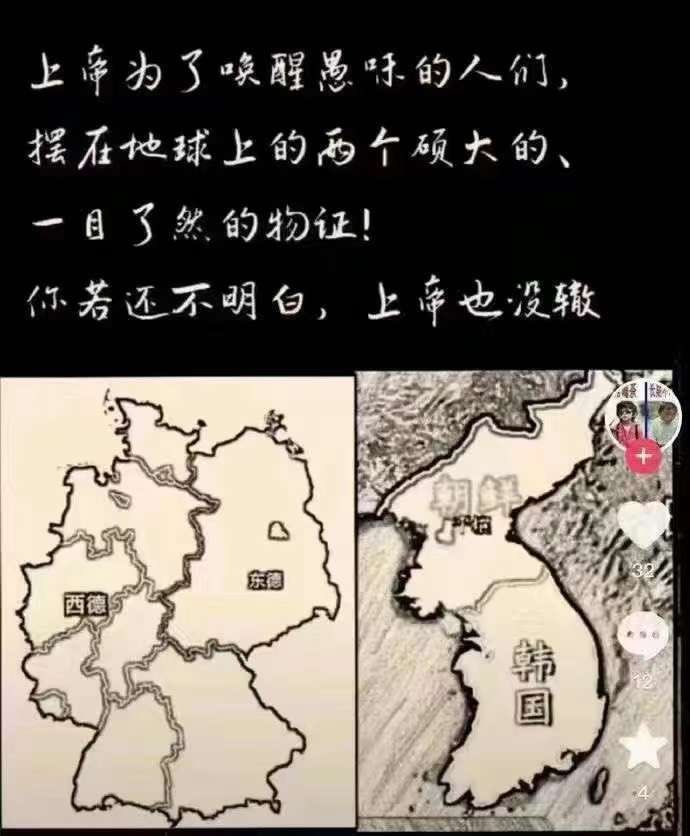 上帝为了唤醒愚昧的人们，
摆在地球上的两个硕大的、
一目了然的物证！
你若还不明白，上帝也没辙
西德
东德
朝鲜
平壤
韩国
32
12
4